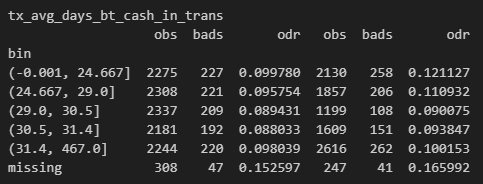 tx_avg_days_bt_cash_in_trans
obs bads odr obs bads odr
bin
(-0.001, 24.667] 2275 227 0.099780 2130 258 0.121127
(24.667, 29.0] 2308 221 0.095754 1857 206 0.110932
(29.0, 30.5] 2337 209 0.089431 1199 108 0.090075
(30.5, 31.4] 2181 192 0.088033 1609 151 0.093847
(31.4, 467.0] 2244 220 0.098039 2616 262 0.100153
missing 308 47 0.152597 247 41 0.165992